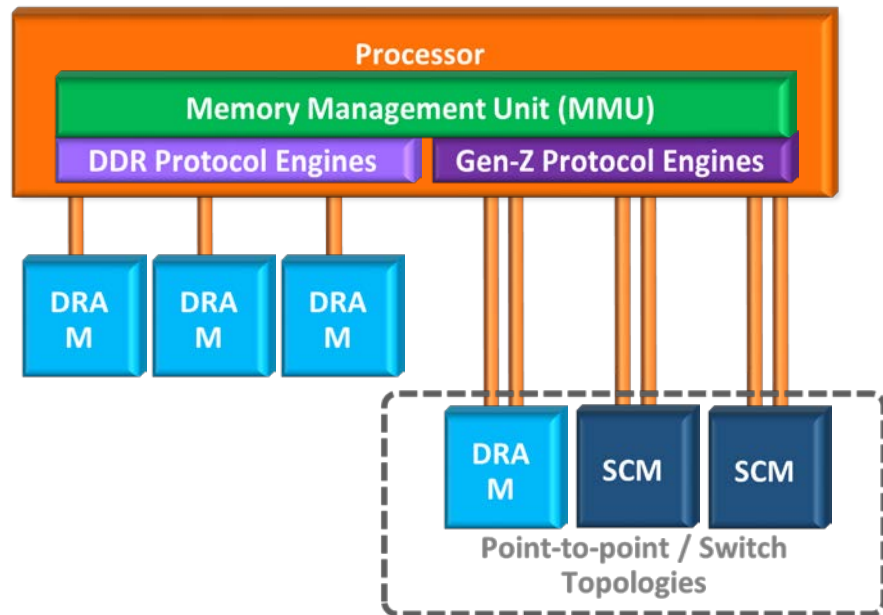 Processor
Memory Management Unit (MMU)
DDR Protocol Engines
Gen-Z Protocol Engines
DRA
M
DRA
M
DRA
M
DRA
M
SCM
SCM
Point-to-point / Switch
Topologies